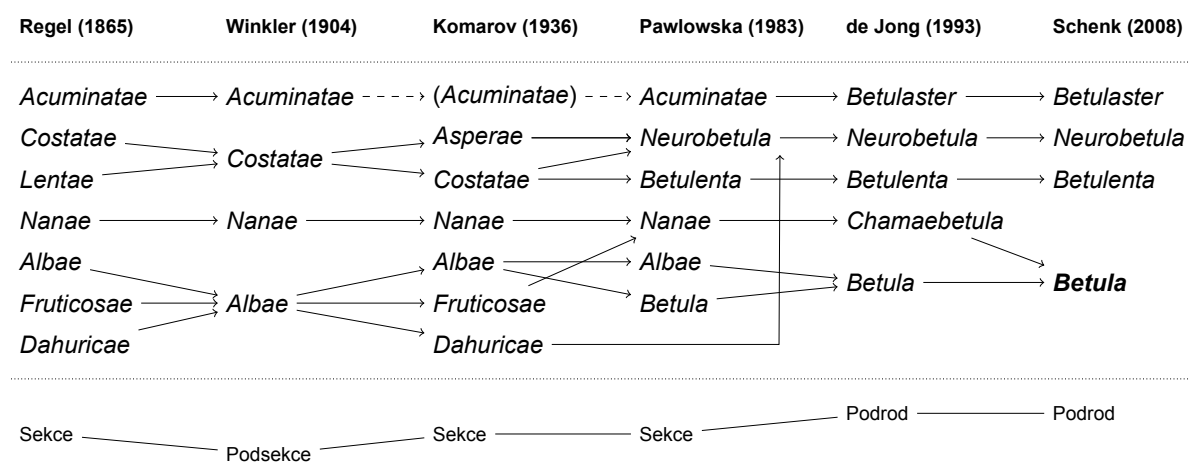 Regel (1865) Winkler (1904) Komarov (1936) Pawlowska (1983) de Jong (1993) Schenk (2008)
Acuminatae Acuminatae (Acuminatae) Acuminatae Betulaster Betulaster
Costatae Asperae Neurobetula Neurobetula Neurobetula
Costatae
Lentae Costatae Betulenta Betulenta Betulenta
Nanae Nanae Nanae Nanae Chamaebetula
Albae Albae Albae
Betula Betula
Fruticosae Albae Fruticosae Betula
Dahuricae Dahuricae
Podrod Podrod
Sekce Sekce Sekce
Podsekce